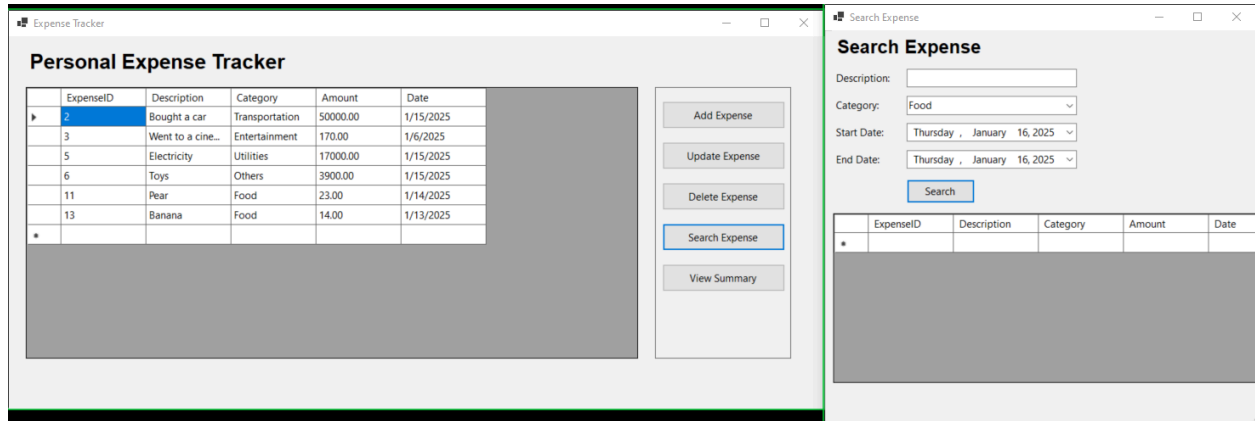 Expense Tracker
Personal Expense Tracker
ExpenseID Description Category Amount Date
2 Bought a car Transportation 50000.00 1/15/2025
3 Went to a cine... Entertainment 170.00 1/6/2025
5 Electricity Utilities 17000.00 1/15/2025
6 Toys Others 3900.00 1/15/2025
11 Pear Food 23.00 1/14/2025
13 Banana Food 14.00 1/13/2025
Add Expense
Update Expense
Delete Expense
Search Expense
View Summary
Search Expense
Search Expense
Description:
Category: Food
Start Date: Thursday , January 16, 2025
End Date: Thursday , January 16, 2025
Search
ExpenseID Description Category Amount Date